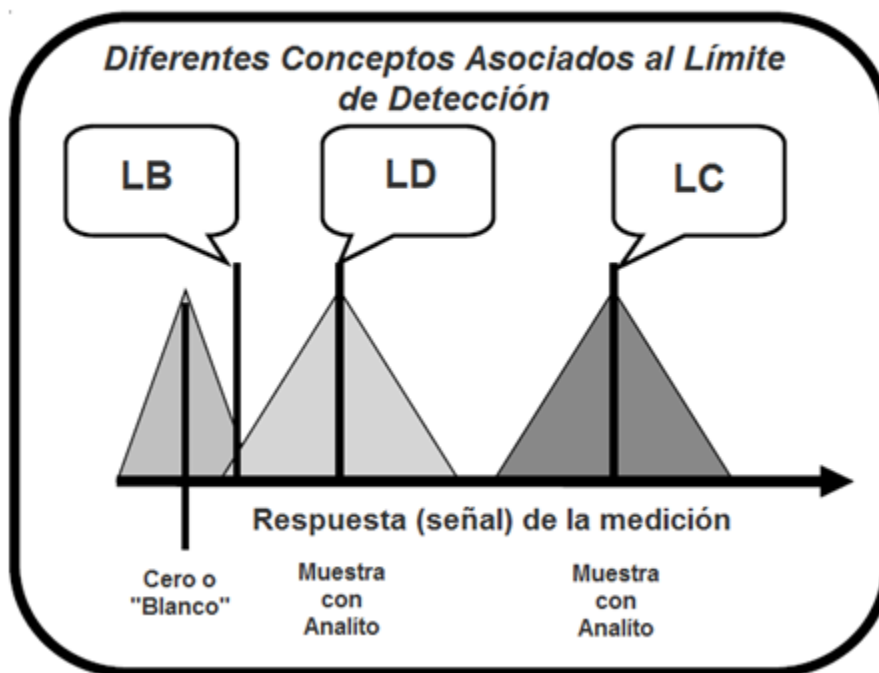 Diferentes Conceptos Asociados al Límite
de Detección
LB
LD
LC
Respuesta (señal) de la medición
Cero o
"Blanco"
Muestra
con
Analito
Muestra
con
Analito